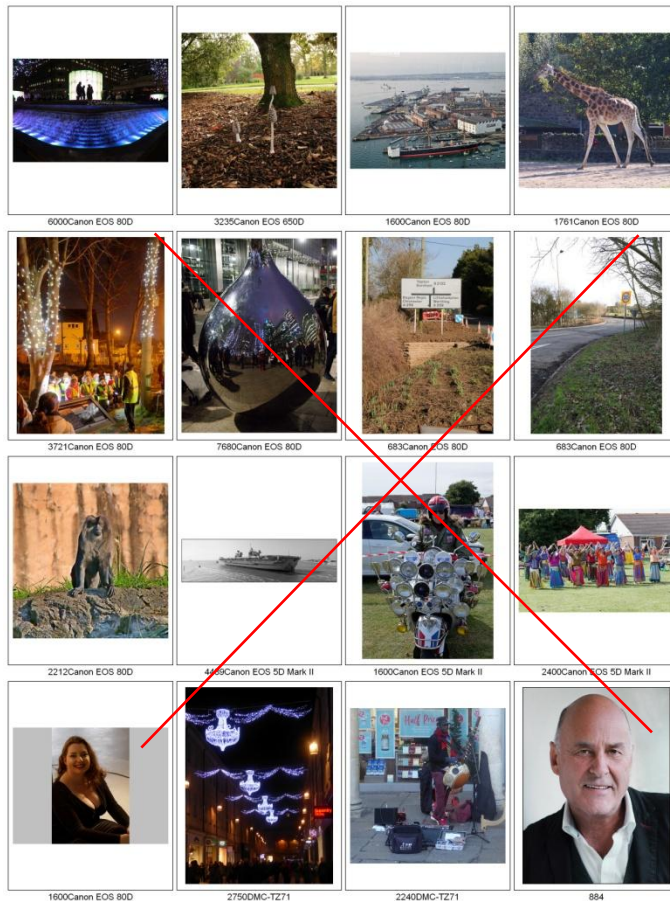 6000Canon EOS 80D
3235Canon EOS 650D
1600Canon EOS 80D
1761Canon EOS 80D
3721Canon EOS 80D
7680Canon EOS 80D
683Canon EOS 80D
683Canon EOS 80D
2212Canon EOS 80D
4489Canon EOS 5D Mark II
1600Canon EOS 5D Mark II
2400Canon EOS 5D Mark II
1600Canon EOS 80D
2750DMC-TZ71
2240DMC-TZ71
884